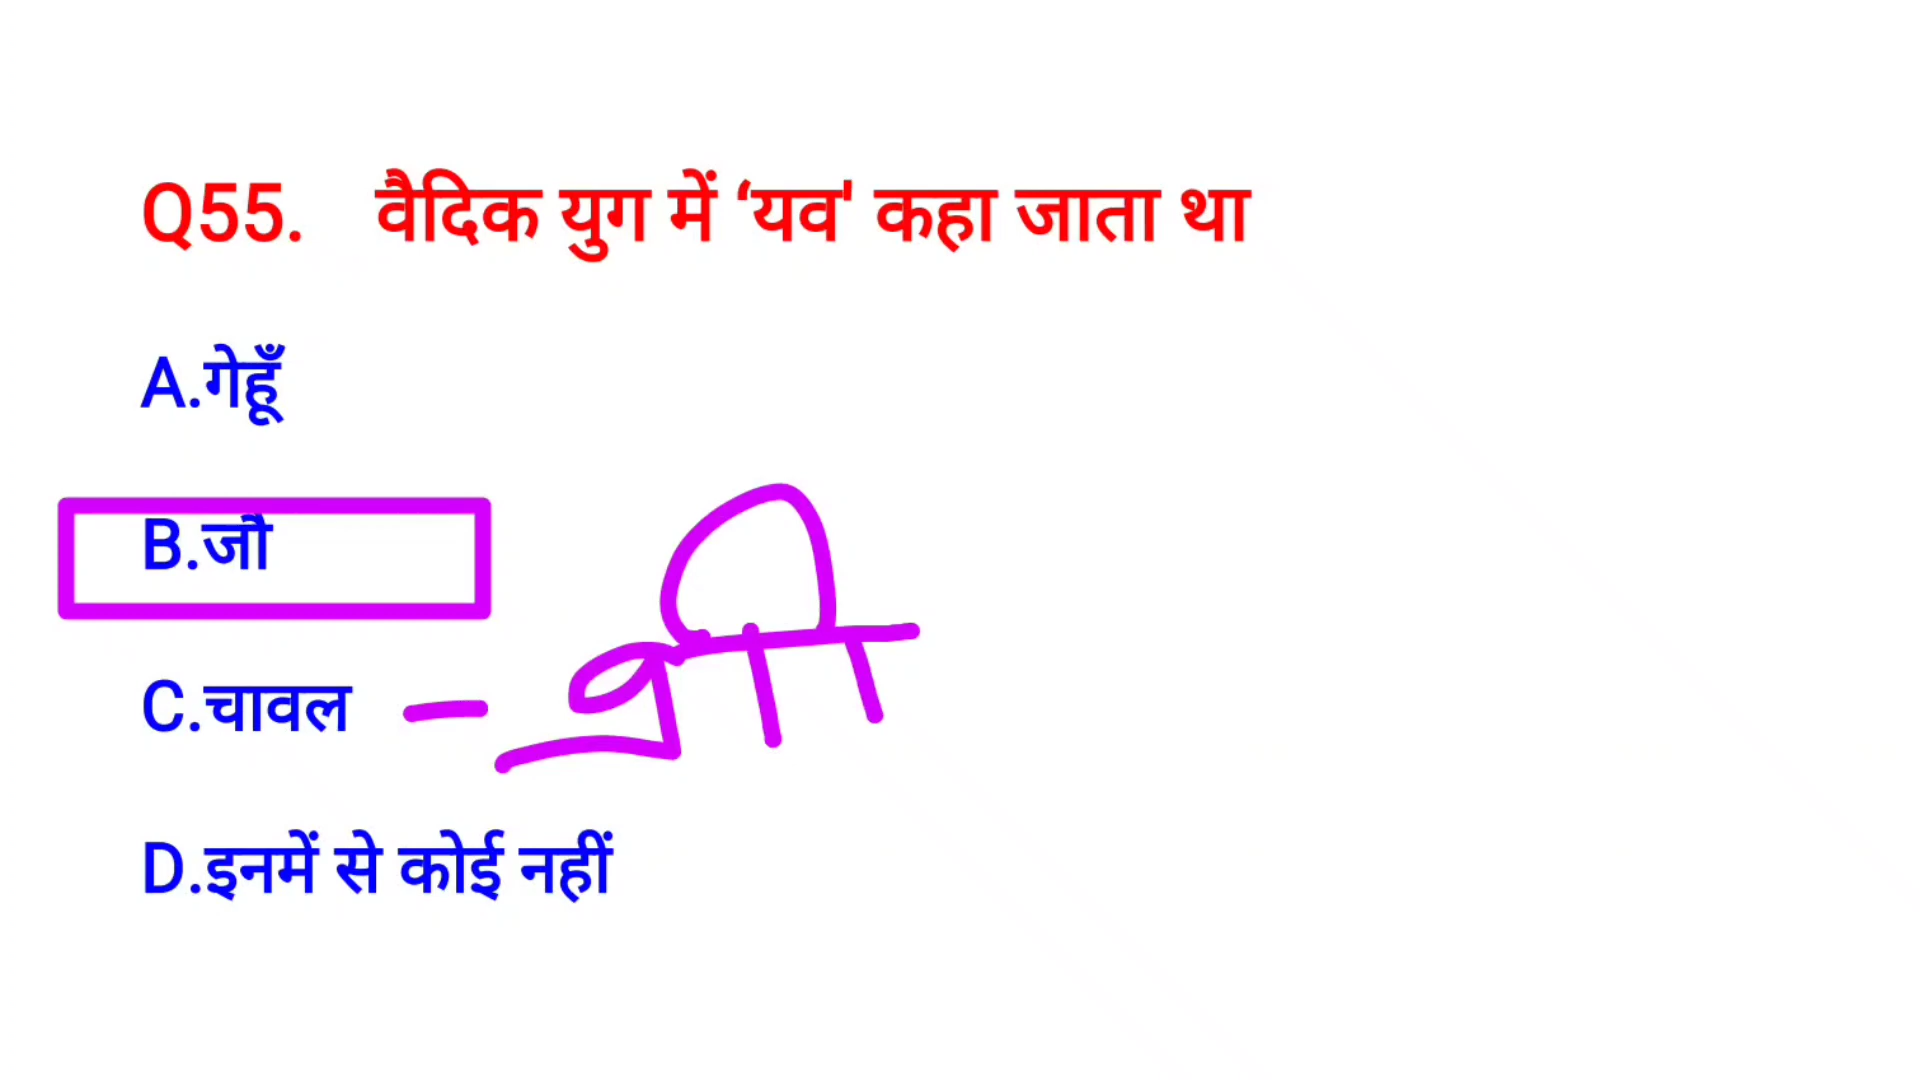 Q55. वैदिक युग में ‘यव' कहा जाता था
A.गेहूँ
B.जौ
C.चावल –
D.इनमें से कोई नहीं